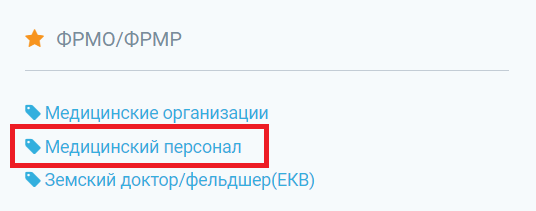 ФРМО/ФРМР
Медицинские организации
Медицинский персонал
Земский доктор/фельдшер(ЕКВ)